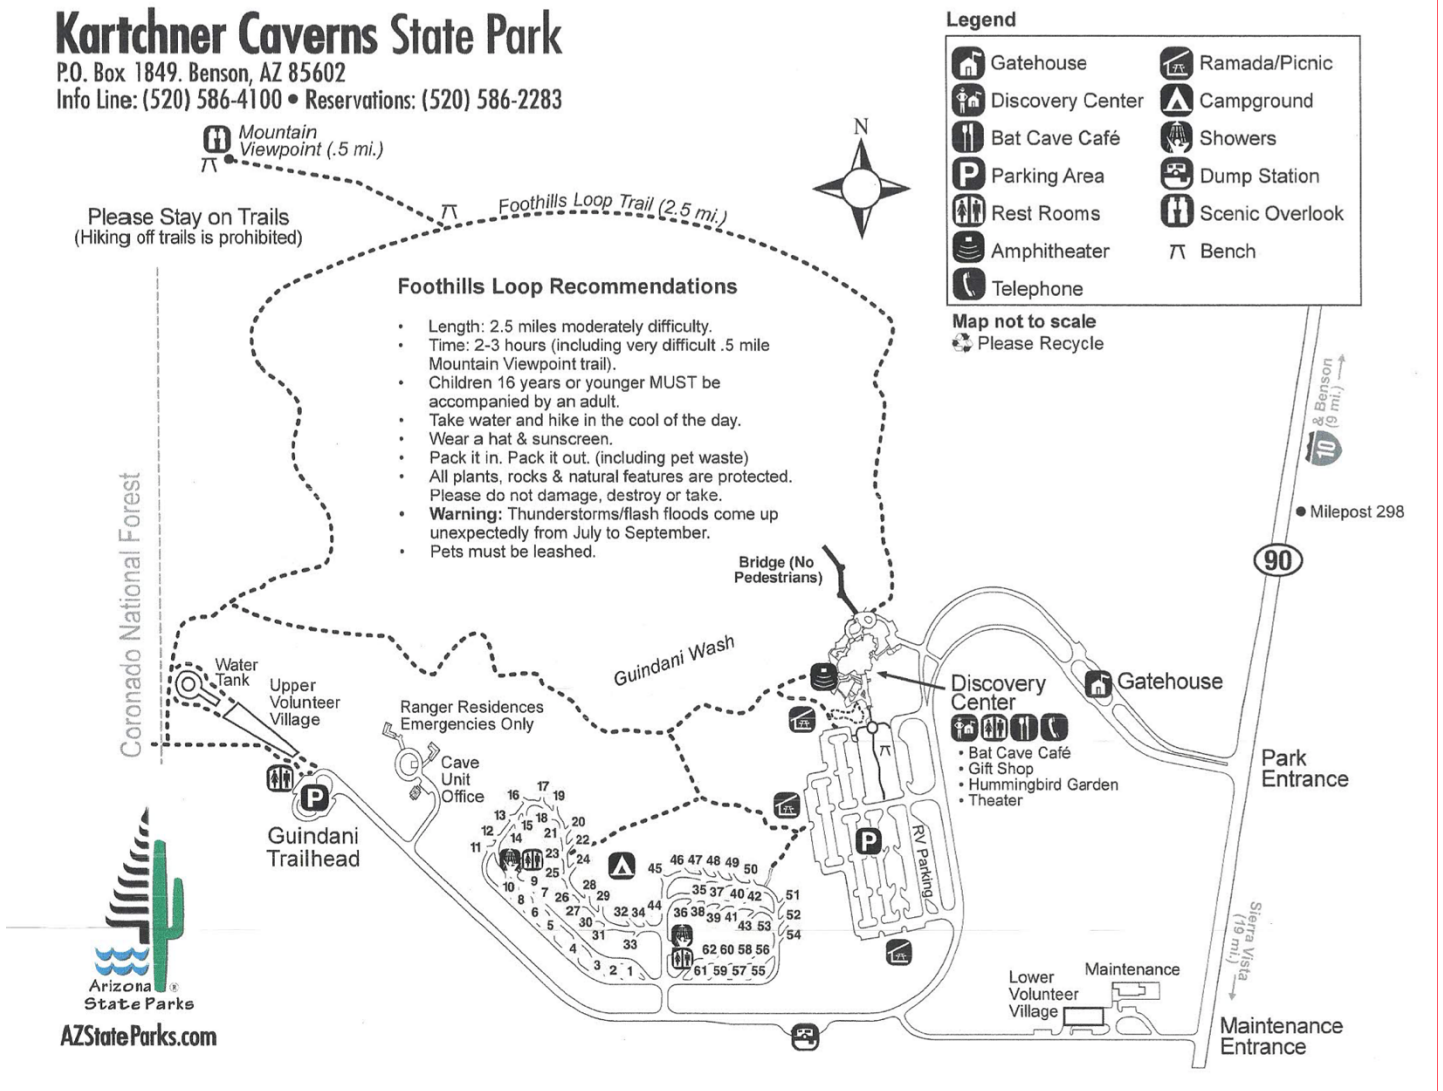 Kartchner Caverns State Park
P.O. Box 1849. Benson, AZ 85602
Info Line: (520) 586-4100 • Reservations: (520) 586-2283
Legend
Gatehouse
Discovery Center
Bat Cave Café
P Parking Area
Rest Rooms
Amphitheater
Telephone
Ramada/Picnic
Campground
Showers
Dump Station
Scenic Overlook
Bench
Map not to scale
Please Recycle
N
Mountain
Viewpoint (.5 mi.)
Please Stay on Trails
(Hiking off trails is prohibited)
Foothills Loop Trail (2.5 mi.)
Foothills Loop Recommendations
• Length: 2.5 miles moderately difficulty.
• Time: 2-3 hours (including very difficult .5 mile
Mountain Viewpoint trail).
• Children 16 years or younger MUST be
accompanied by an adult.
• Take water and hike in the cool of the day.
• Wear a hat & sunscreen.
• Pack it in. Pack it out. (including pet waste)
• All plants, rocks & natural features are protected.
Please do not damage, destroy or take.
• Warning: Thunderstorms/flash floods come up
unexpectedly from July to September.
• Pets must be leashed.
10
& Benson
(9 mi.)
Milepost 298
90
Coronado National Forest
Bridge (No
Pedestrians)
Guindani Wash
Water
Tank
Upper
Volunteer
Village
Ranger Residences
Emergencies Only
Cave
Unit
Office
Discovery
Center
• Bat Cave Café
• Gift Shop
• Hummingbird Garden
• Theater
Gatehouse
Park
Entrance
P
Guindani
Trailhead
P
RV Parking
17
16 19
13 18 20
12 15 21 22
11 14 23 24
25
10 9
8 7 26 28
6 27 29
5 30 32 34 44
4 31 33
3 2 1
45 46 47 48 49 50
35 37 40 42 51
36 38 39 41 43 53 52
54
62 60 58 56
61 59 57 55
Sierra Vista
(19 mi.)
Lower
Volunteer
Village
Maintenance
Maintenance
Entrance
Arizona
State Parks
®
AZStateParks.com